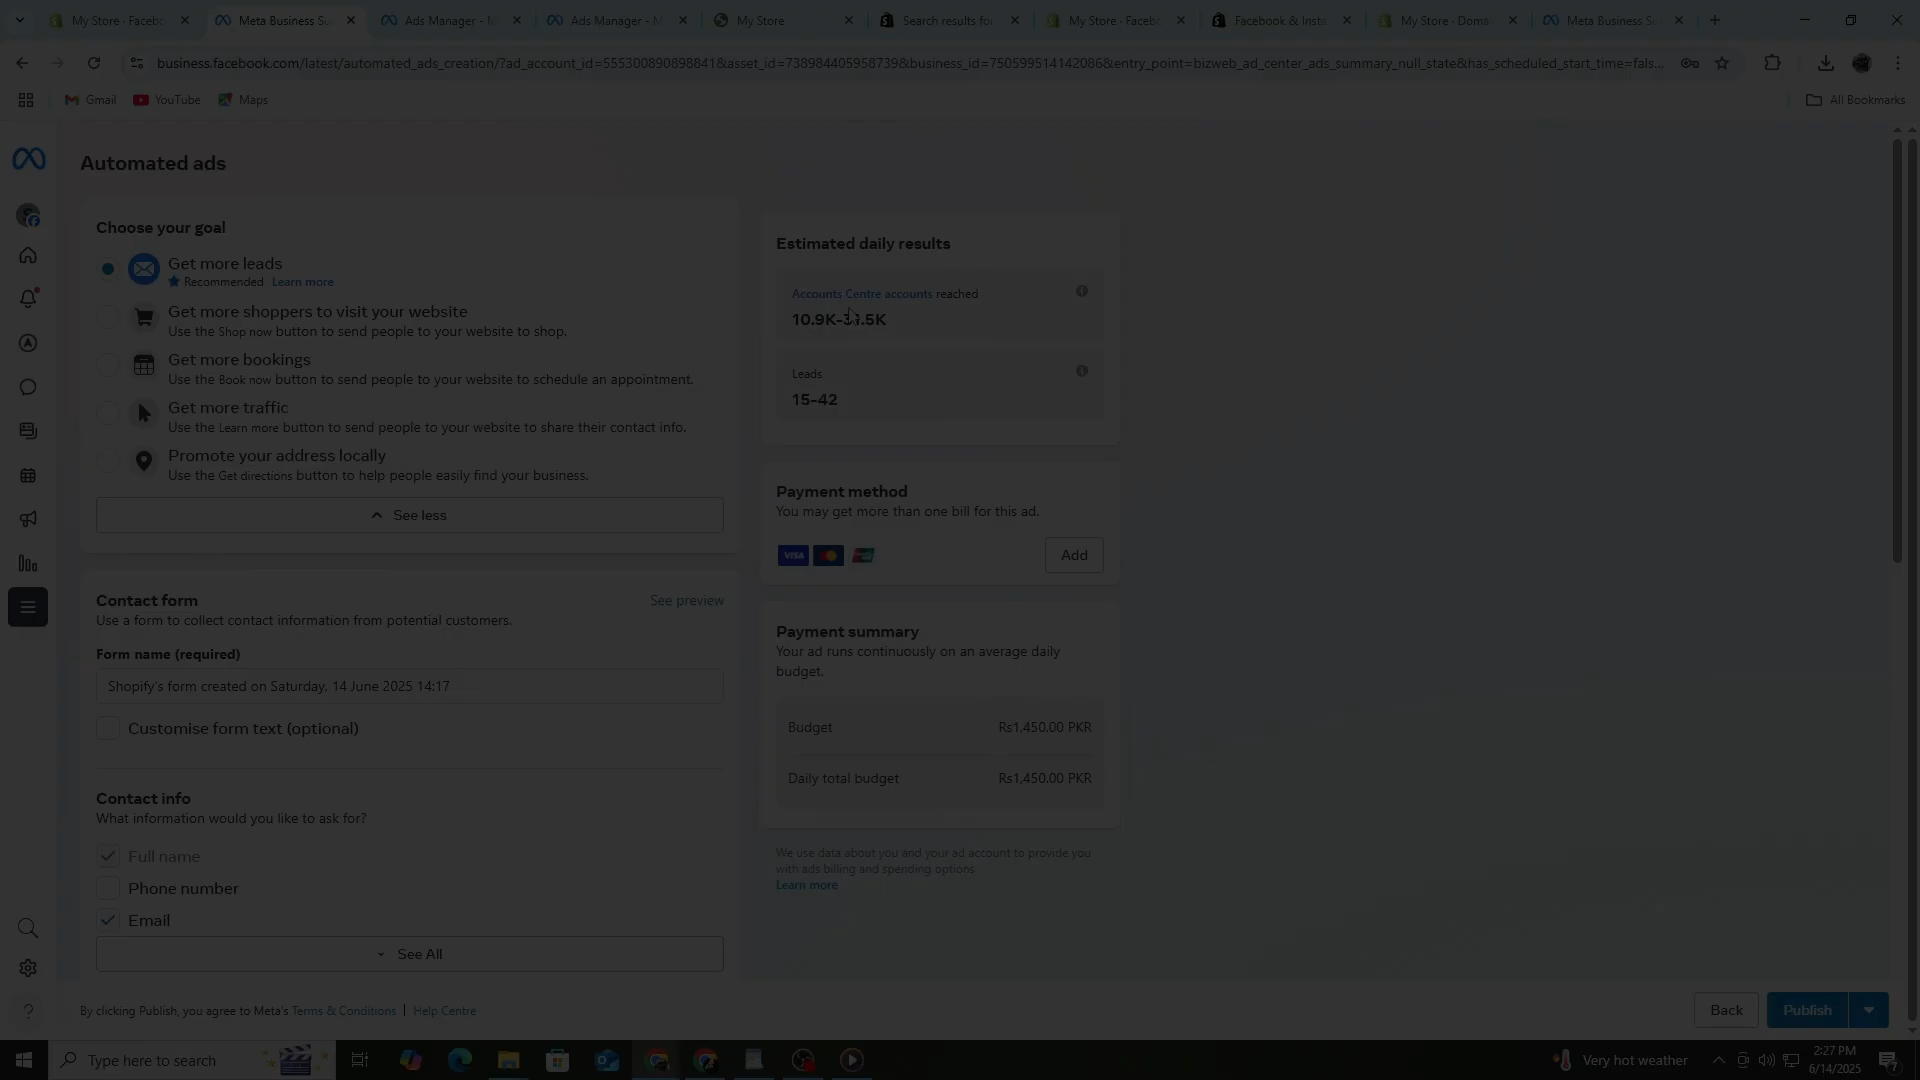 My Store · Facebo
Meta Business Su
Ads Manager - M
Ads Manager - M
My Store
Search results fo
My Store · Facebo
Facebook & Insta
My Store · Doma
Meta Business Su
business.facebook.com/latest/automated_ads_creation/?ad_account_id=555300890898841&asset_id=738984405958739&business_id=750599514142086&entry_point=bizweb_ad_center_ads_summary_null_state&has_scheduled_start_time=fals...
Gmail
YouTube
Maps
All Bookmarks
Automated ads
Choose your goal
Get more leads
Recommended Learn more
Get more shoppers to visit your website
Use the Shop now button to send people to your website to shop.
Get more bookings
Use the Book now button to send people to your website to schedule an appointment.
Get more traffic
Use the Learn more button to send people to your website to share their contact info.
Promote your address locally
Use the Get directions button to help people easily find your business.
See less
Contact form
See preview
Use a form to collect contact information from potential customers.
Form name (required)
Shopify's form created on Saturday, 14 June 2025 14:17
Customise form text (optional)
Contact info
What information would you like to ask for?
Full name
Phone number
Email
See All
Estimated daily results
Accounts Centre accounts reached
Leads
15-42
Payment method
You may get more than one bill for this ad.
VISA
Add
Payment summary
Your ad runs continuously on an average daily
budget.
Budget Rs1,450.00 PKR
Daily total budget Rs1,450.00 PKR
We use data about you and your ad account to provide you
with ads billing and spending options
Learn more
By clicking Publish, you agree to Meta's Terms & Conditions | Help Centre
Back
Publish
Type here to search
Very hot weather
2:27 PM
6/14/2025